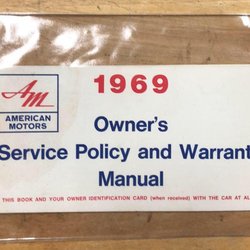 AM
1969
AMERICAN
MOTORS
Owner's
Service Policy and Warrant
Manual
THIS BOOK AND YOUR OWNER IDENTIFICATION CARD (when received) WITH THE CAR AT AL